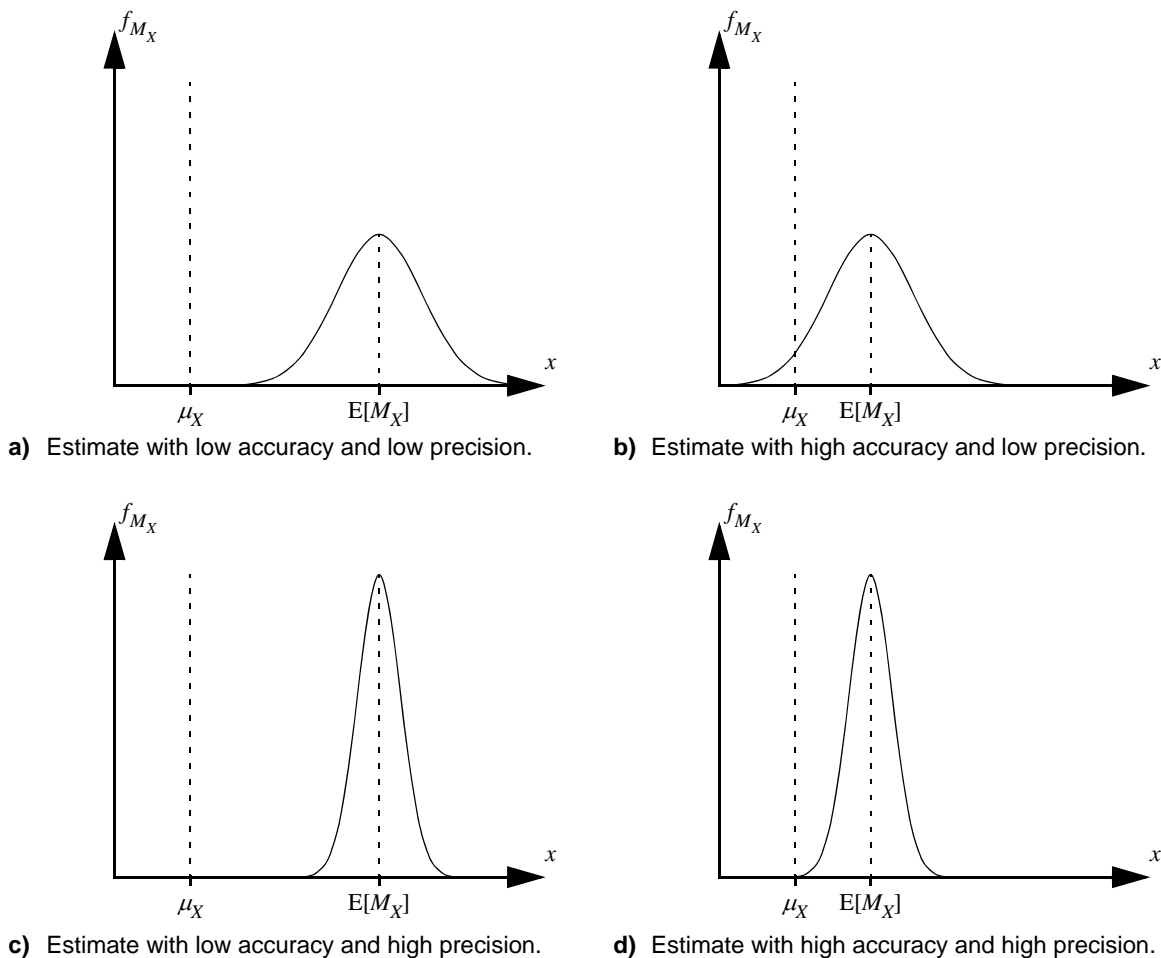 f_{M_X}
f_{M_X}
x
x
μ_X E[M_X]
μ_X E[M_X]
a) Estimate with low accuracy and low precision.
b) Estimate with high accuracy and low precision.
f_{M_X}
f_{M_X}
x
x
μ_X E[M_X]
μ_X E[M_X]
c) Estimate with low accuracy and high precision.
d) Estimate with high accuracy and high precision.